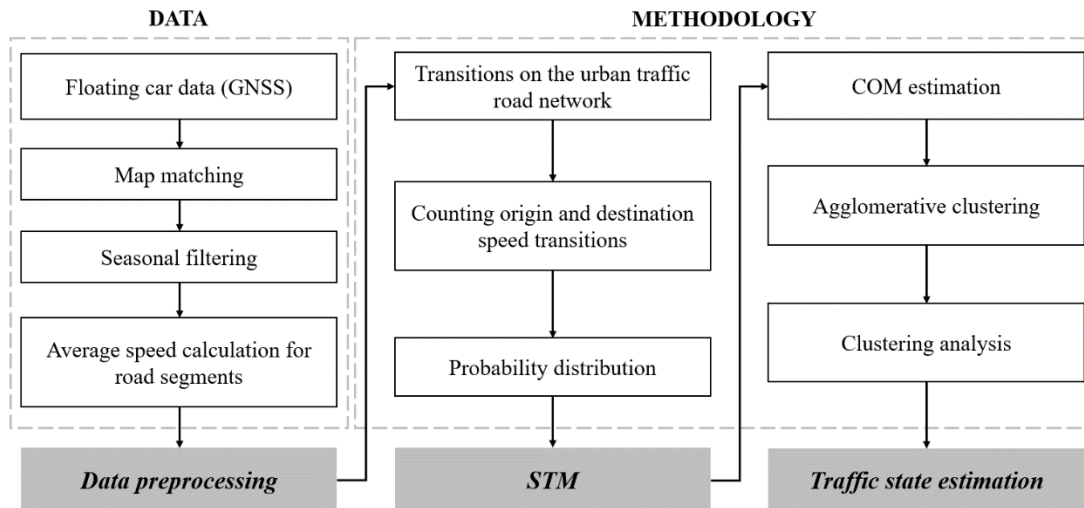 DATA
Floating car data (GNSS)
Map matching
Seasonal filtering
Average speed calculation for
road segments
Data preprocessing
METHODOLOGY
Transitions on the urban traffic
road network
Counting origin and destination
speed transitions
Probability distribution
STM
COM estimation
Agglomerative clustering
Clustering analysis
Traffic state estimation